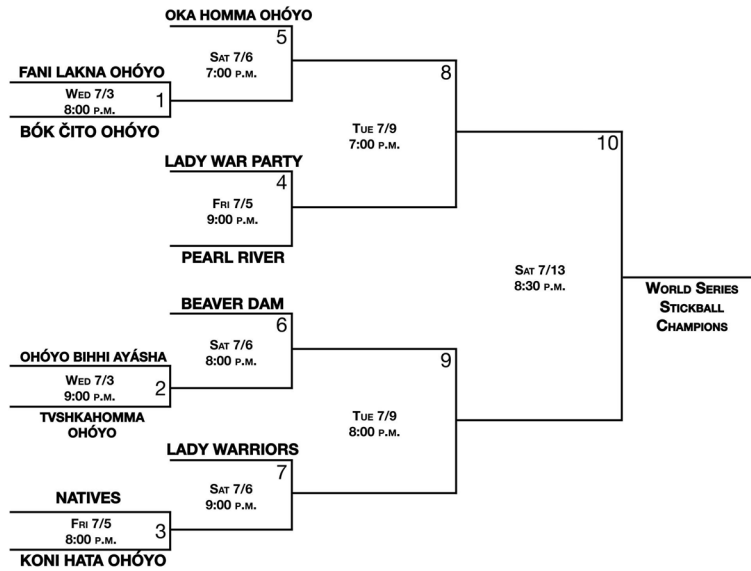 OKA HOMMA OHÓYO
5
SAT 7/6
7:00 P.M.
FANI LAKNA OHÓYO
WED 7/3
8:00 P.M.
1
BÓK ČITO OHÓYO
8
TUE 7/9
7:00 P.M.
LADY WAR PARTY
4
FRI 7/5
9:00 P.M.
PEARL RIVER
10
SAT 7/13
8:30 P.M.
WORLD SERIES
STICKBALL
CHAMPIONS
BEAVER DAM
6
SAT 7/6
8:00 P.M.
OHÓYO BIHHI AYÁSHA
WED 7/3
9:00 P.M.
2
TVSHKAHOMMA
OHÓYO
9
TUE 7/9
8:00 P.M.
LADY WARRIORS
7
SAT 7/6
9:00 P.M.
NATIVES
FRI 7/5
8:00 P.M.
3
KONI HATA OHÓYO